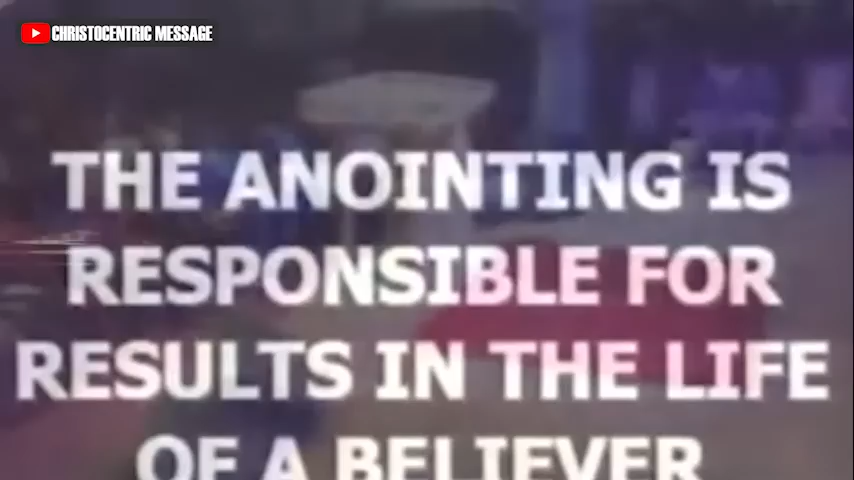 CHRISTOCENTRIC MESSAGE
THE ANOINTING IS
RESPONSIBLE FOR
RESULTS IN THE LIFE
OF A BELIEVER